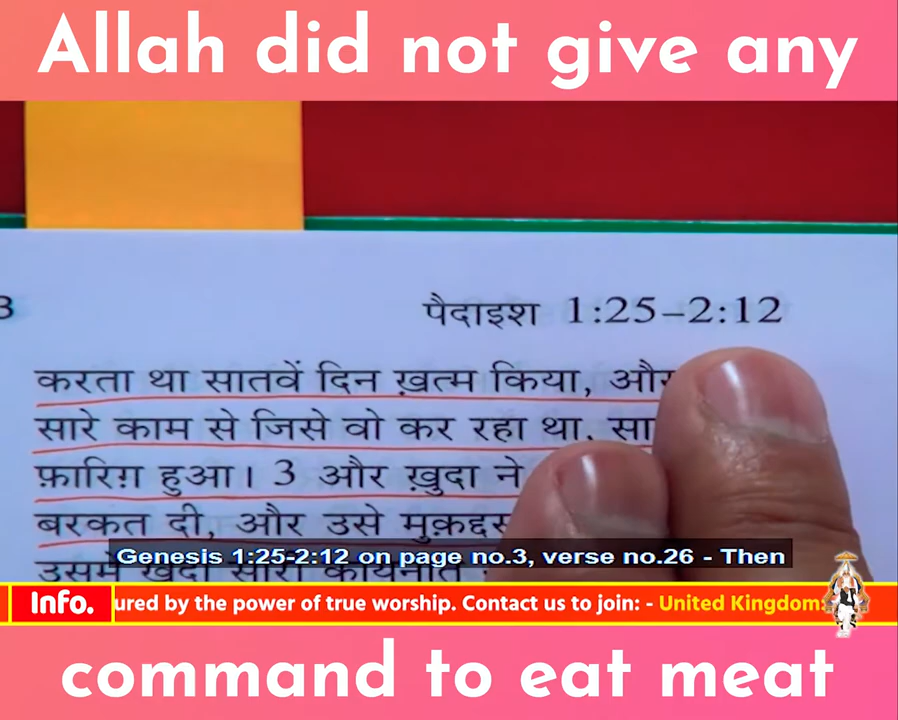 Allah did not give any
3 पैदाइश 1:25–2:12
करता था सातवें दिन ख़त्म किया, और
सारे काम से जिसे वो कर रहा था, सा
फ़ारिग़ हुआ। 3 और ख़ुदा ने
बरकत दी, और उसे मुक़द्दस
Genesis 1:25-2:12 on page no.3, verse no.26 - Then
उसमें ख़ुदा सारी कायनात
Info. ured by the power of true worship. Contact us to join: - United Kingdom:
command to eat meat